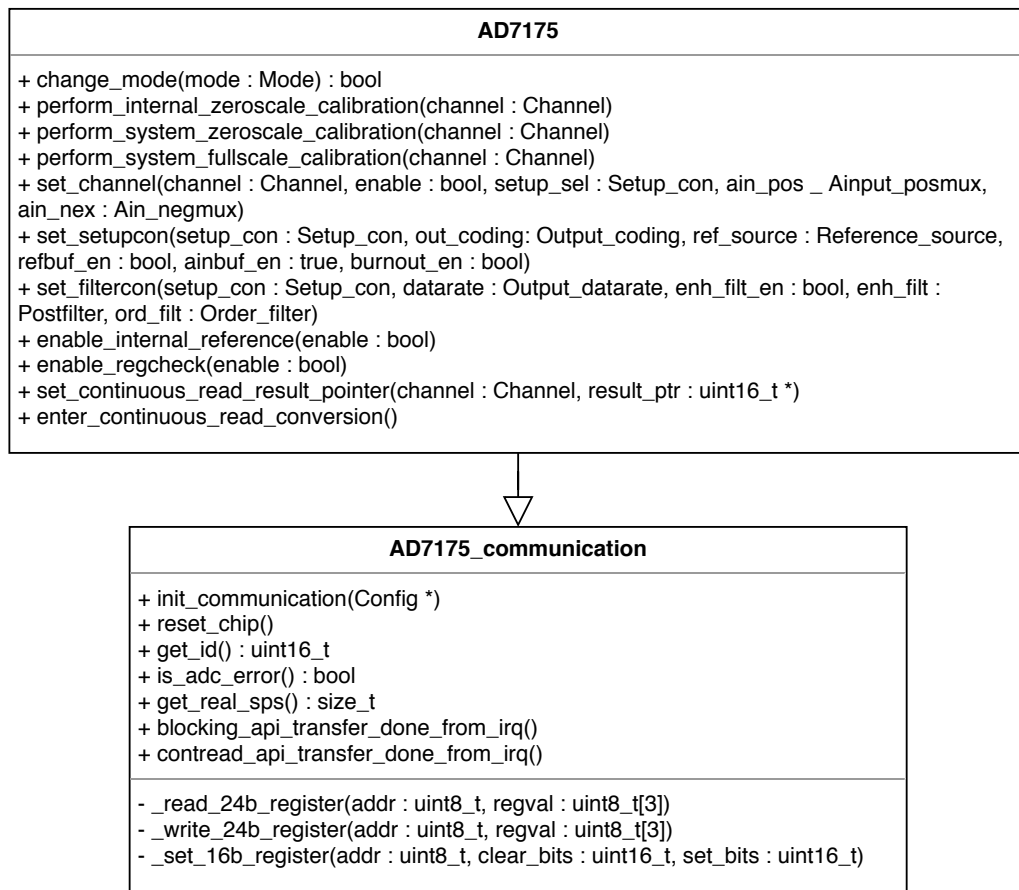 AD7175
+ change_mode(mode : Mode) : bool
+ perform_internal_zeroscale_calibration(channel : Channel)
+ perform_system_zeroscale_calibration(channel : Channel)
+ perform_system_fullscale_calibration(channel : Channel)
+ set_channel(channel : Channel, enable : bool, setup_sel : Setup_con, ain_pos _ Ainput_posmux,
ain_nex : Ain_negmux)
+ set_setupcon(setup_con : Setup_con, out_coding: Output_coding, ref_source : Reference_source,
refbuf_en : bool, ainbuf_en : true, burnout_en : bool)
+ set_filtercon(setup_con : Setup_con, datarate : Output_datarate, enh_filt_en : bool, enh_filt :
Postfilter, ord_filt : Order_filter)
+ enable_internal_reference(enable : bool)
+ enable_regcheck(enable : bool)
+ set_continuous_read_result_pointer(channel : Channel, result_ptr : uint16_t *)
+ enter_continuous_read_conversion()
AD7175_communication
+ init_communication(Config *)
+ reset_chip()
+ get_id() : uint16_t
+ is_adc_error() : bool
+ get_real_sps() : size_t
+ blocking_api_transfer_done_from_irq()
+ contread_api_transfer_done_from_irq()
- _read_24b_register(addr : uint8_t, regval : uint8_t[3])
- _write_24b_register(addr : uint8_t, regval : uint8_t[3])
- _set_16b_register(addr : uint8_t, clear_bits : uint16_t, set_bits : uint16_t)